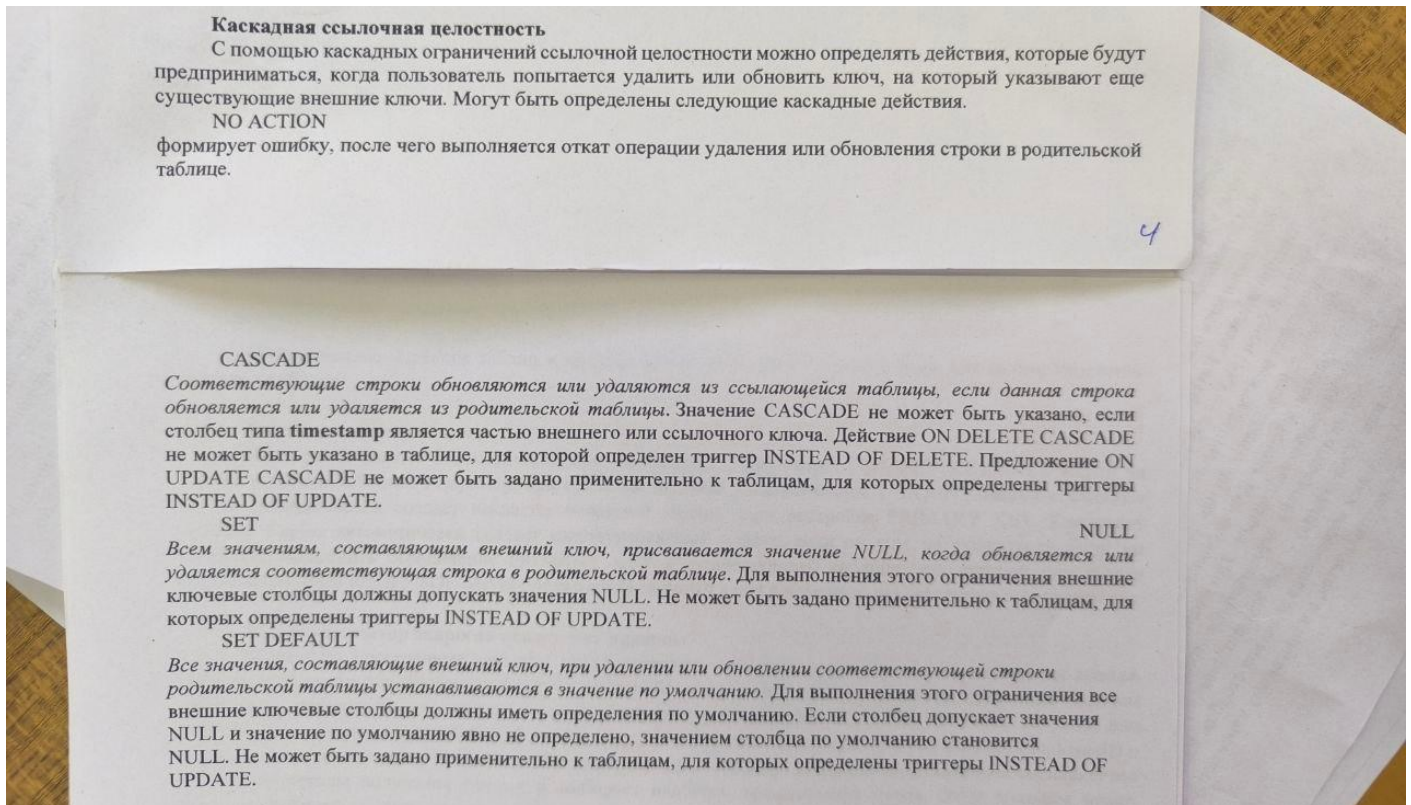 Каскадная ссылочная целостность
С помощью каскадных ограничений ссылочной целостности можно определять действия, которые будут
предприниматься, когда пользователь попытается удалить или обновить ключ, на который указывают еще
существующие внешние ключи. Могут быть определены следующие каскадные действия.
NO ACTION
формирует ошибку, после чего выполняется откат операции удаления или обновления строки в родительской
таблице.
4
CASCADE
Соответствующие строки обновляются или удаляются из ссылающейся таблицы, если данная строка
обновляется или удаляется из родительской таблицы. Значение CASCADE не может быть указано, если
столбец типа timestamp является частью внешнего или ссылочного ключа. Действие ON DELETE CASCADE
не может быть указано в таблице, для которой определен триггер INSTEAD OF DELETE. Предложение ON
UPDATE CASCADE не может быть задано применительно к таблицам, для которых определены триггеры
INSTEAD OF UPDATE.
SET NULL
Всем значениям, составляющим внешний ключ, присваивается значение NULL, когда обновляется или
удаляется соответствующая строка в родительской таблице. Для выполнения этого ограничения внешние
ключевые столбцы должны допускать значения NULL. Не может быть задано применительно к таблицам, для
которых определены триггеры INSTEAD OF UPDATE.
SET DEFAULT
Все значения, составляющие внешний ключ, при удалении или обновлении соответствующей строки
родительской таблицы устанавливаются в значение по умолчанию. Для выполнения этого ограничения все
внешние ключевые столбцы должны иметь определения по умолчанию. Если столбец допускает значения
NULL и значение по умолчанию явно не определено, значением столбца по умолчанию становится
NULL. Не может быть задано применительно к таблицам, для которых определены триггеры INSTEAD OF
UPDATE.